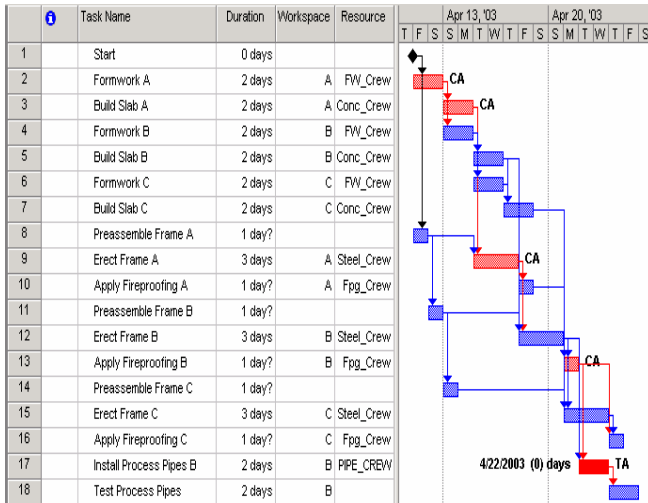 Task Name Duration Workspace Resource Apr 13, '03 Apr 20, '03
T F S S M T W T F S S M T W T F S
1 Start 0 days
2 Formwork A 2 days A FW_Crew CA
3 Build Slab A 2 days A Conc_Crew CA
4 Formwork B 2 days B FW_Crew
5 Build Slab B 2 days B Conc_Crew
6 Formwork C 2 days C FW_Crew
7 Build Slab C 2 days C Conc_Crew
8 Preassemble Frame A 1 day?
9 Erect Frame A 3 days A Steel_Crew CA
10 Apply Fireproofing A 1 day? A Fpg_Crew
11 Preassemble Frame B 1 day?
12 Erect Frame B 3 days B Steel_Crew
13 Apply Fireproofing B 1 day? B Fpg_Crew CA
14 Preassemble Frame C 1 day?
15 Erect Frame C 3 days C Steel_Crew
16 Apply Fireproofing C 1 day? C Fpg_Crew
17 Install Process Pipes B 2 days B PIPE_CREW 4/22/2003 (0) days TA
18 Test Process Pipes 2 days B